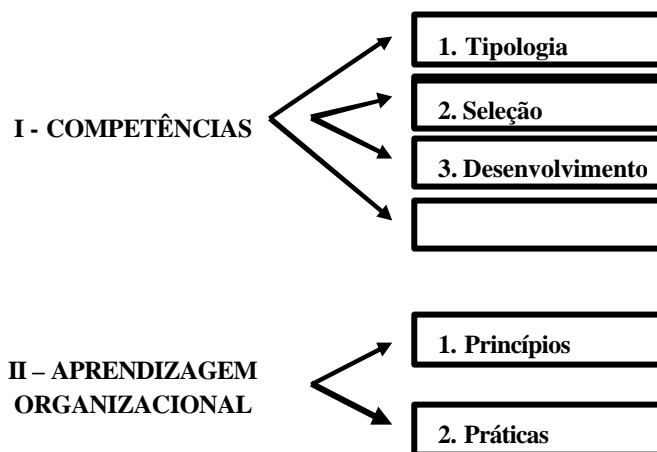 1. Tipologia
2. Seleção
I - COMPETÊNCIAS
3. Desenvolvimento
1. Princípios
II – APRENDIZAGEM
ORGANIZACIONAL
2. Práticas